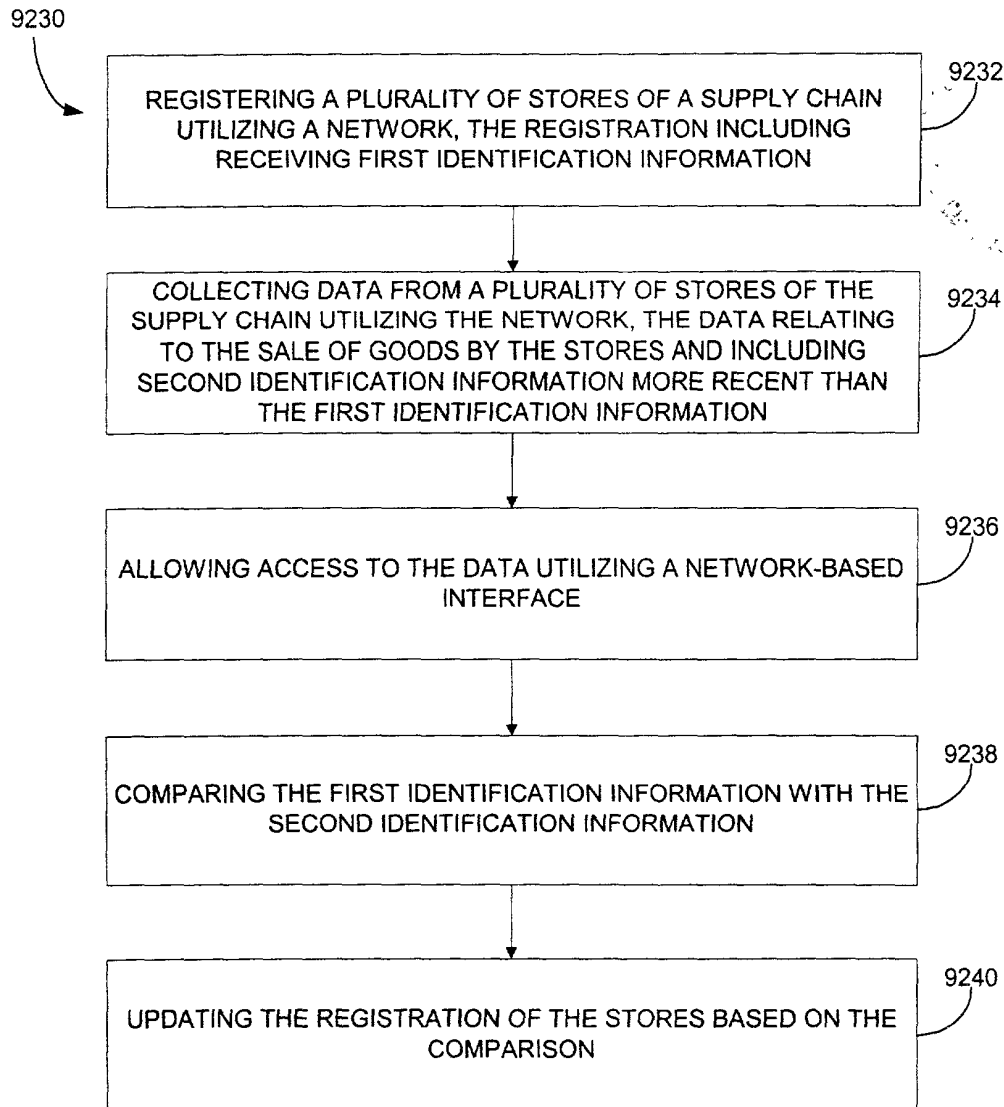 9230
9232
REGISTERING A PLURALITY OF STORES OF A SUPPLY CHAIN
UTILIZING A NETWORK, THE REGISTRATION INCLUDING
RECEIVING FIRST IDENTIFICATION INFORMATION
9234
COLLECTING DATA FROM A PLURALITY OF STORES OF THE
SUPPLY CHAIN UTILIZING THE NETWORK, THE DATA RELATING
TO THE SALE OF GOODS BY THE STORES AND INCLUDING
SECOND IDENTIFICATION INFORMATION MORE RECENT THAN
THE FIRST IDENTIFICATION INFORMATION
9236
ALLOWING ACCESS TO THE DATA UTILIZING A NETWORK-BASED
INTERFACE
9238
COMPARING THE FIRST IDENTIFICATION INFORMATION WITH THE
SECOND IDENTIFICATION INFORMATION
9240
UPDATING THE REGISTRATION OF THE STORES BASED ON THE
COMPARISON